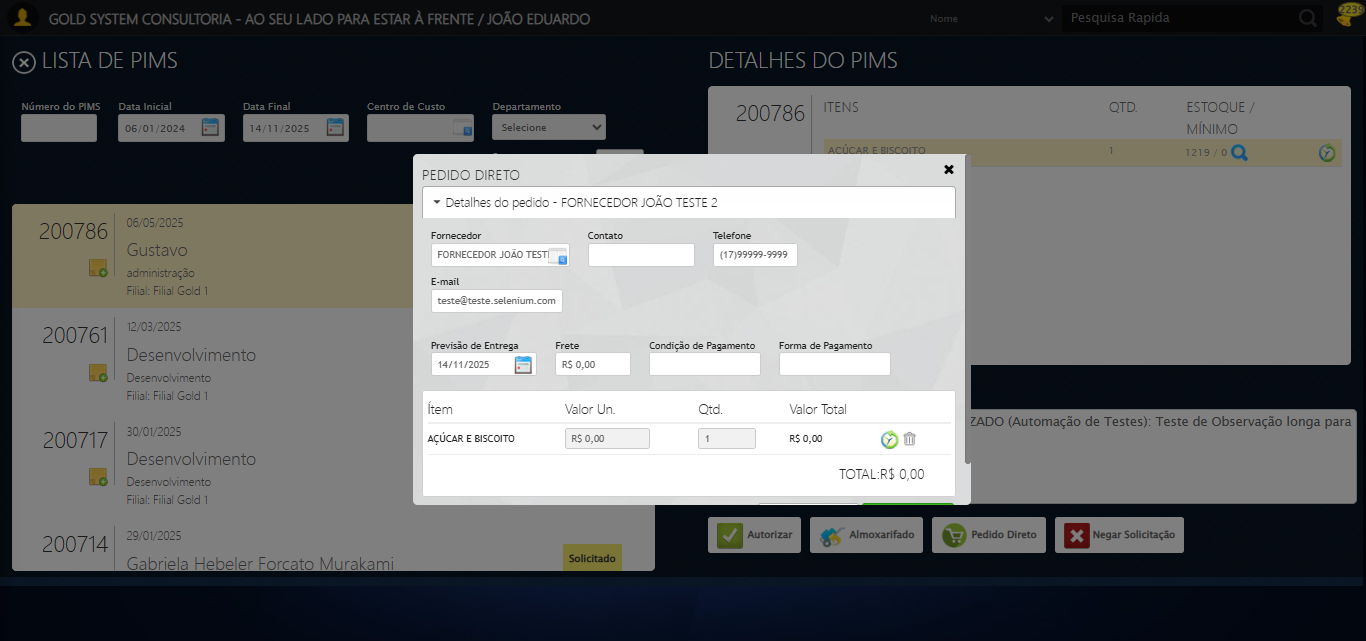 GOLD SYSTEM CONSULTORIA - AO SEU LADO PARA ESTAR À FRENTE / JOÃO EDUARDO
Nome
Pesquisa Rapida
LISTA DE PIMS
Número do PIMS
Data Inicial
Data Final
Centro de Custo
Departamento
06/01/2024
14/11/2025
Selecione
200786
06/05/2025
Gustavo
administração
Filial: Filial Gold 1
200761
12/03/2025
Desenvolvimento
Desenvolvimento
Filial: Filial Gold 1
200717
30/01/2025
Desenvolvimento
Desenvolvimento
Filial: Filial Gold 1
200714
29/01/2025
Gabriela Hebeler Forcato Murakami
Solicitado
DETALHES DO PIMS
200786
ITENS
QTD.
ESTOQUE /
MÍNIMO
AÇÚCAR E BISCOITO
1
1219 / 0
ZADO (Automação de Testes): Teste de Observação longa para
Autorizar
Almoxarifado
Pedido Direto
Negar Solicitação
PEDIDO DIRETO
Detalhes do pedido - FORNECEDOR JOÃO TESTE 2
Fornecedor
Contato
Telefone
FORNECEDOR JOÃO TEST
(17)99999-9999
E-mail
teste@teste.selenium.com
Previsão de Entrega
Frete
Condição de Pagamento
Forma de Pagamento
14/11/2025
R$ 0,00
Ítem
Valor Un.
Qtd.
Valor Total
AÇÚCAR E BISCOITO
R$ 0,00
1
R$ 0,00
TOTAL:R$ 0,00